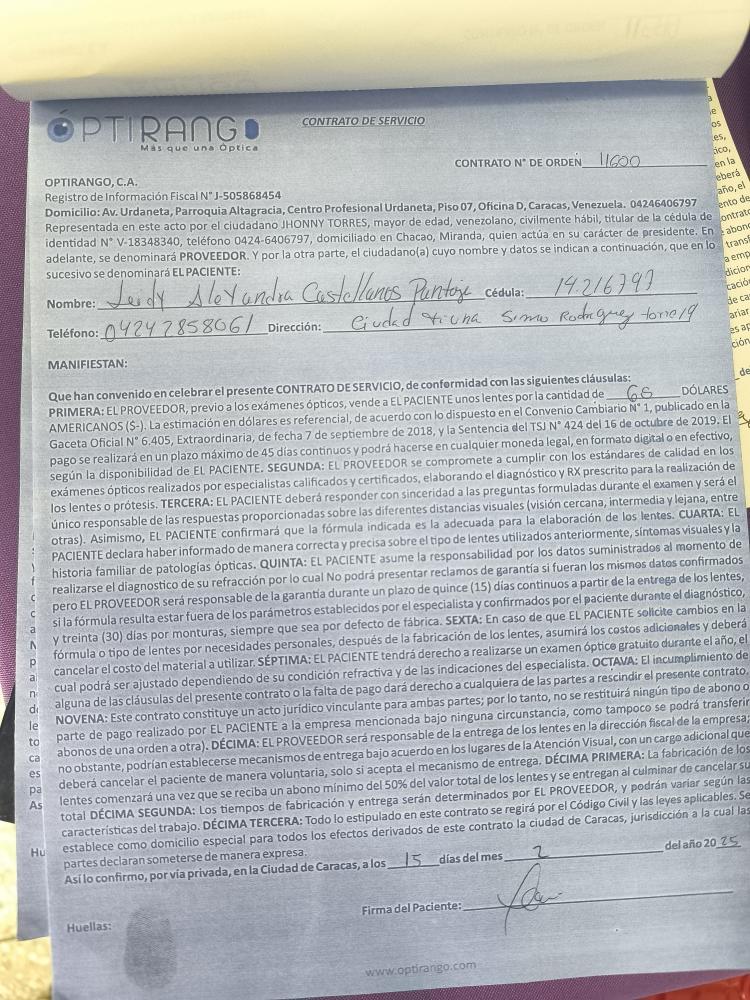 ÓPTIRANGO
Más que una Óptica
CONTRATO DE SERVICIO
CONTRATO N° DE ORDEN 11600
OPTIRANGO, C.A.
Registro de Información Fiscal N° J-505868454
Domicilio: Av. Urdaneta, Parroquia Altagracia, Centro Profesional Urdaneta, Piso 07, Oficina D, Caracas, Venezuela. 04246406797
Representada en este acto por el ciudadano JHONNY TORRES, mayor de edad, venezolano, civilmente hábil, titular de la cédula de
identidad N° V-18348340, teléfono 0424-6406797, domiciliado en Chacao, Miranda, quien actúa en su carácter de presidente. En
adelante, se denominará PROVEEDOR. Y por la otra parte, el ciudadano(a) cuyo nombre y datos se indican a continuación, que en lo
sucesivo se denominará EL PACIENTE:
Nombre: Leidy Alexandra Castellanos Pantoja Cédula: 14.216797
Teléfono: 04242858061 Dirección: Ciudad Tiuna Simon Rodriguez torre 19
MANIFIESTAN:
Que han convenido en celebrar el presente CONTRATO DE SERVICIO, de conformidad con las siguientes cláusulas:
PRIMERA: EL PROVEEDOR, previo a los exámenes ópticos, vende a EL PACIENTE unos lentes por la cantidad de DÓLARES
AMERICANOS ($-). La estimación en dólares es referencial, de acuerdo con lo dispuesto en el Convenio Cambiario N° 1, publicado en la
Gaceta Oficial N° 6,405, Extraordinaria, de fecha 7 de septiembre de 2018, y la Sentencia del TSJ N° 424 del 16 de octubre de 2019. El
pago se realizará en un plazo máximo de 45 días continuos y podrá hacerse en cualquier moneda legal, en formato digital o en efectivo,
según la disponibilidad de EL PACIENTE. SEGUNDA: EL PROVEEDOR se compromete a cumplir con los estándares de calidad en los
exámenes ópticos realizados por especialistas calificados y certificados, elaborando el diagnóstico y RX prescrito para la realización de
los lentes o prótesis. TERCERA: EL PACIENTE deberá responder con sinceridad a las preguntas formuladas durante el examen y será el
único responsable de las respuestas proporcionadas sobre las diferentes distancias visuales (visión cercana, intermedia y lejana, entre
otras). Asimismo, EL PACIENTE confirmará que la fórmula indicada es la adecuada para la elaboración de los lentes. CUARTA: EL
PACIENTE declara haber informado de manera correcta y precisa sobre el tipo de lentes utilizados anteriormente, síntomas visuales y la
historia familiar de patologías ópticas. QUINTA: EL PACIENTE asume la responsabilidad por los datos suministrados al momento de
realizarse el diagnostico de su refracción por lo cual No podrá presentar reclamos de garantía si fueran los mismos datos confirmados
pero EL PROVEEDOR será responsable de la garantía durante un plazo de quince (15) días continuos a partir de la entrega de los lentes,
si la fórmula resulta estar fuera de los parámetros establecidos por el especialista y confirmados por el paciente durante el diagnóstico,
y treinta (30) días por monturas, siempre que sea por defecto de fábrica. SEXTA: En caso de que EL PACIENTE solicite cambios en la
fórmula o tipo de lentes por necesidades personales, después de la fabricación de los lentes, asumirá los costos adicionales y deberá
cancelar el costo del material a utilizar. SÉPTIMA: EL PACIENTE tendrá derecho a realizarse un examen óptico gratuito durante el año, el
cual podrá ser ajustado dependiendo de su condición refractiva y de las indicaciones del especialista. OCTAVA: El incumplimiento de
alguna de las cláusulas del presente contrato o la falta de pago dará derecho a cualquiera de las partes a rescindir el presente contrato.
NOVENA: Este contrato constituye un acto jurídico vinculante para ambas partes; por lo tanto, no se restituirá ningún tipo de abono o
parte de pago realizado por EL PACIENTE a la empresa mencionada bajo ninguna circunstancia, como tampoco se podrá transferir
abonos de una orden a otra). DÉCIMA: EL PROVEEDOR será responsable de la entrega de los lentes en la dirección fiscal de la empresa;
no obstante, podrían establecerse mecanismos de entrega bajo acuerdo en los lugares de la Atención Visual, con un cargo adicional que
deberá cancelar el paciente de manera voluntaria, solo si acepta el mecanismo de entrega. DÉCIMA PRIMERA: La fabricación de los
lentes comenzará una vez que se reciba un abono mínimo del 50% del valor total de los lentes y se entregan al culminar de cancelar su
total DÉCIMA SEGUNDA: Los tiempos de fabricación y entrega serán determinados por EL PROVEEDOR, y podrán variar según las
características del trabajo. DÉCIMA TERCERA: Todo lo estipulado en este contrato se regirá por el Código Civil y las leyes aplicables. Se
establece como domicilio especial para todos los efectos derivados de este contrato la ciudad de Caracas, jurisdicción a la cual las
partes declaran someterse de manera expresa.
Así lo confirmo, por vía privada, en la Ciudad de Caracas, a los 15 días del mes 2 del año 2025
Firma del Paciente:
Huellas:
www.optirango.com